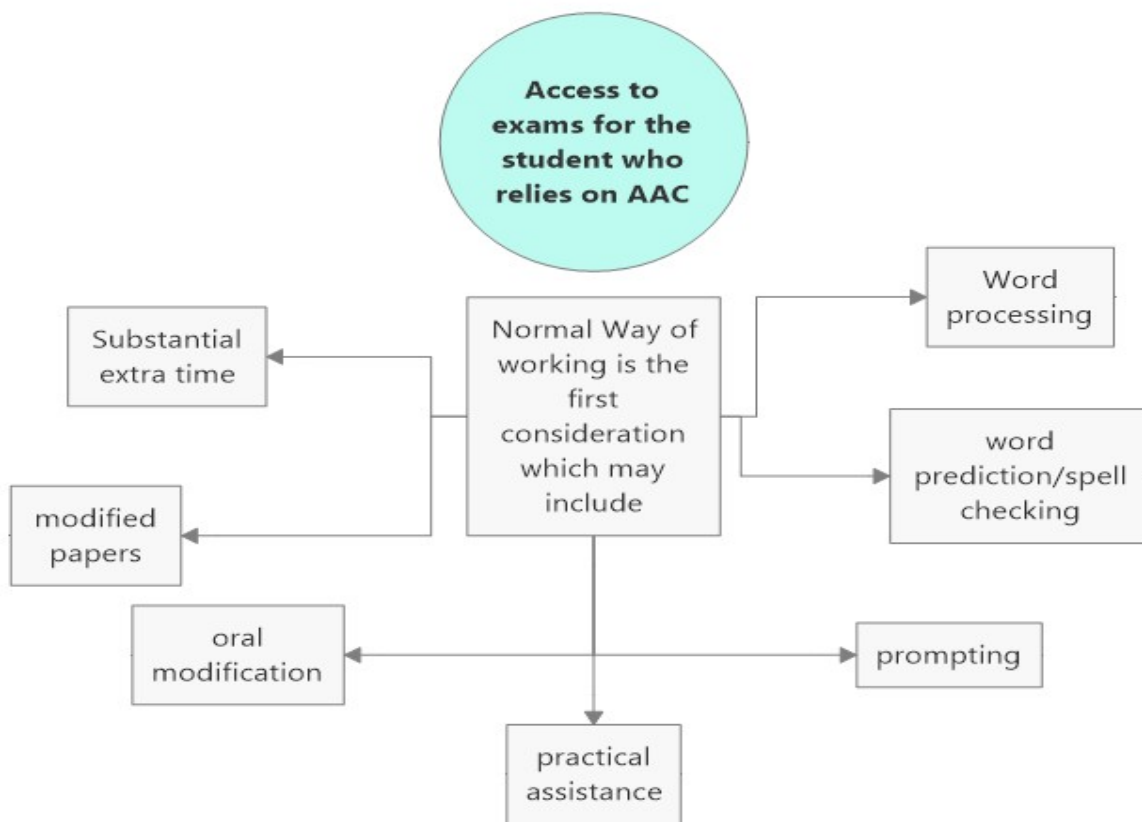 Access to
exams for the
student who
relies on AAC
Substantial
extra time
Normal Way of
working is the
first
consideration
which may
include
Word
processing
modified
papers
word
prediction/spell
checking
oral
modification
prompting
practical
assistance